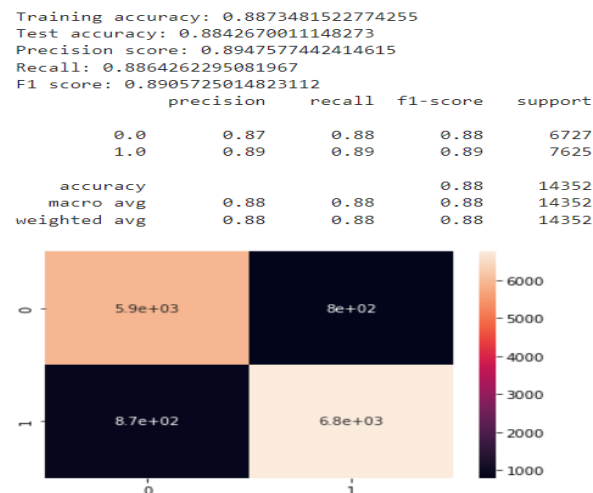 Training accuracy: 0.8873481522774255
Test accuracy: 0.8842670011148273
Precision score: 0.8947577442414615
Recall: 0.8864262295081967
F1 score: 0.8905725014823112
precision recall f1-score support
0.0 0.87 0.88 0.88 6727
1.0 0.89 0.89 0.89 7625
accuracy 0.88 14352
macro avg 0.88 0.88 0.88 14352
weighted avg 0.88 0.88 0.88 14352
6000
0 5.9e+03 8e+02
5000
4000
3000
1 8.7e+02 6.8e+03
2000
1000
0 1